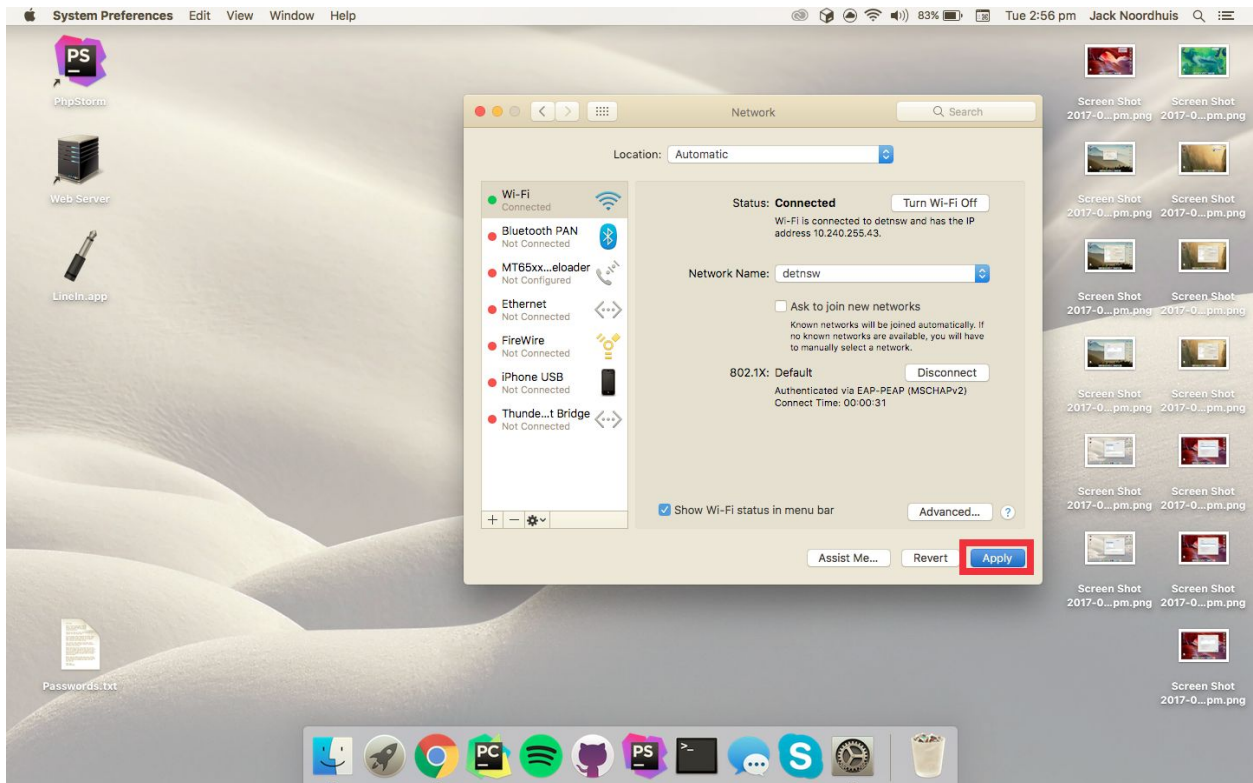 System Preferences Edit View Window Help 83% Tue 2:56 pm Jack Noordhuis
PS
PhpStorm
Web Server
LineIn.app
Passwords.txt
Network
Search
Location: Automatic
Wi-Fi
Connected
Bluetooth PAN
Not Connected
MT65xx...eloader
Not Configured
Ethernet
Not Connected
FireWire
Not Connected
iPhone USB
Not Connected
Thunde...t Bridge
Not Connected
Status: Connected Turn Wi-Fi Off
Wi-Fi is connected to detnsw and has the IP
address 10.240.255.43.
Network Name: detnsw
Ask to join new networks
Known networks will be joined automatically. If
no known networks are available, you will have
to manually select a network.
802.1X: Default Disconnect
Authenticated via EAP-PEAP (MSCHAPv2)
Connect Time: 00:00:31
Show Wi-Fi status in menu bar Advanced... ?
Assist Me... Revert Apply
Screen Shot Screen Shot
2017-0...pm.png 2017-0...pm.png
Screen Shot Screen Shot
2017-0...pm.png 2017-0...pm.png
Screen Shot Screen Shot
2017-0...pm.png 2017-0...pm.png
Screen Shot Screen Shot
2017-0...pm.png 2017-0...pm.png
Screen Shot Screen Shot
2017-0...pm.png 2017-0...pm.png
Screen Shot Screen Shot
2017-0...pm.png 2017-0...pm.png
Screen Shot
2017-0...pm.png
PC PS